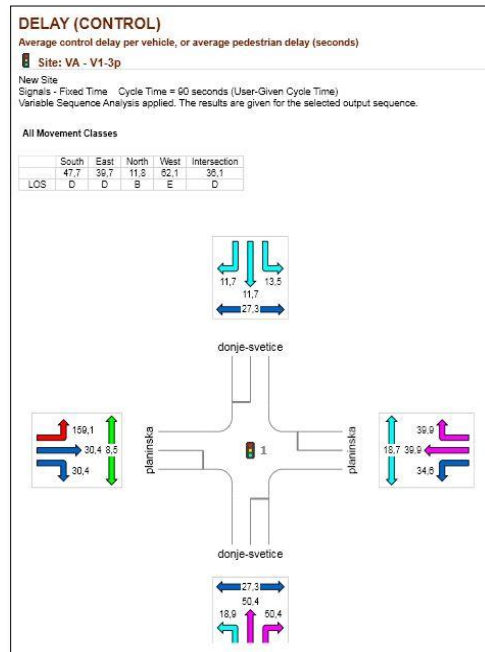 DELAY (CONTROL)
Average control delay per vehicle, or average pedestrian delay (seconds)
Site: VA - V1-3p
New Site
Signals - Fixed Time Cycle Time = 90 seconds (User-Given Cycle Time)
Variable Sequence Analysis applied. The results are given for the selected output sequence.
All Movement Classes
South East North West Intersection
47,7 39,7 11,8 62,1 36,1
LOS D D B E D
11,7 13,5
11,7
27,3
donje-svetice
159,1
30,4 8,5
30,4
planinska
1
planinska
39,9
18,7 39,9
34,6
donje-svetice
27,3
50,4
18,9 50,4